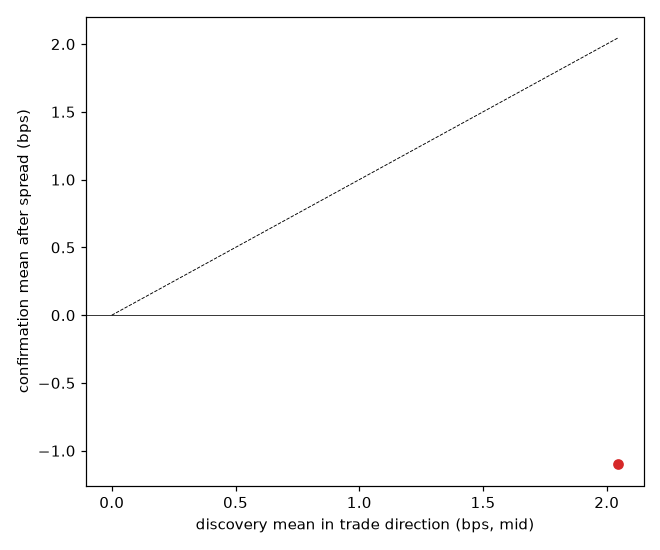 2.0
1.5
1.0
0.5
0.0
−0.5
−1.0
confirmation mean after spread (bps)
0.0 0.5 1.0 1.5 2.0
discovery mean in trade direction (bps, mid)